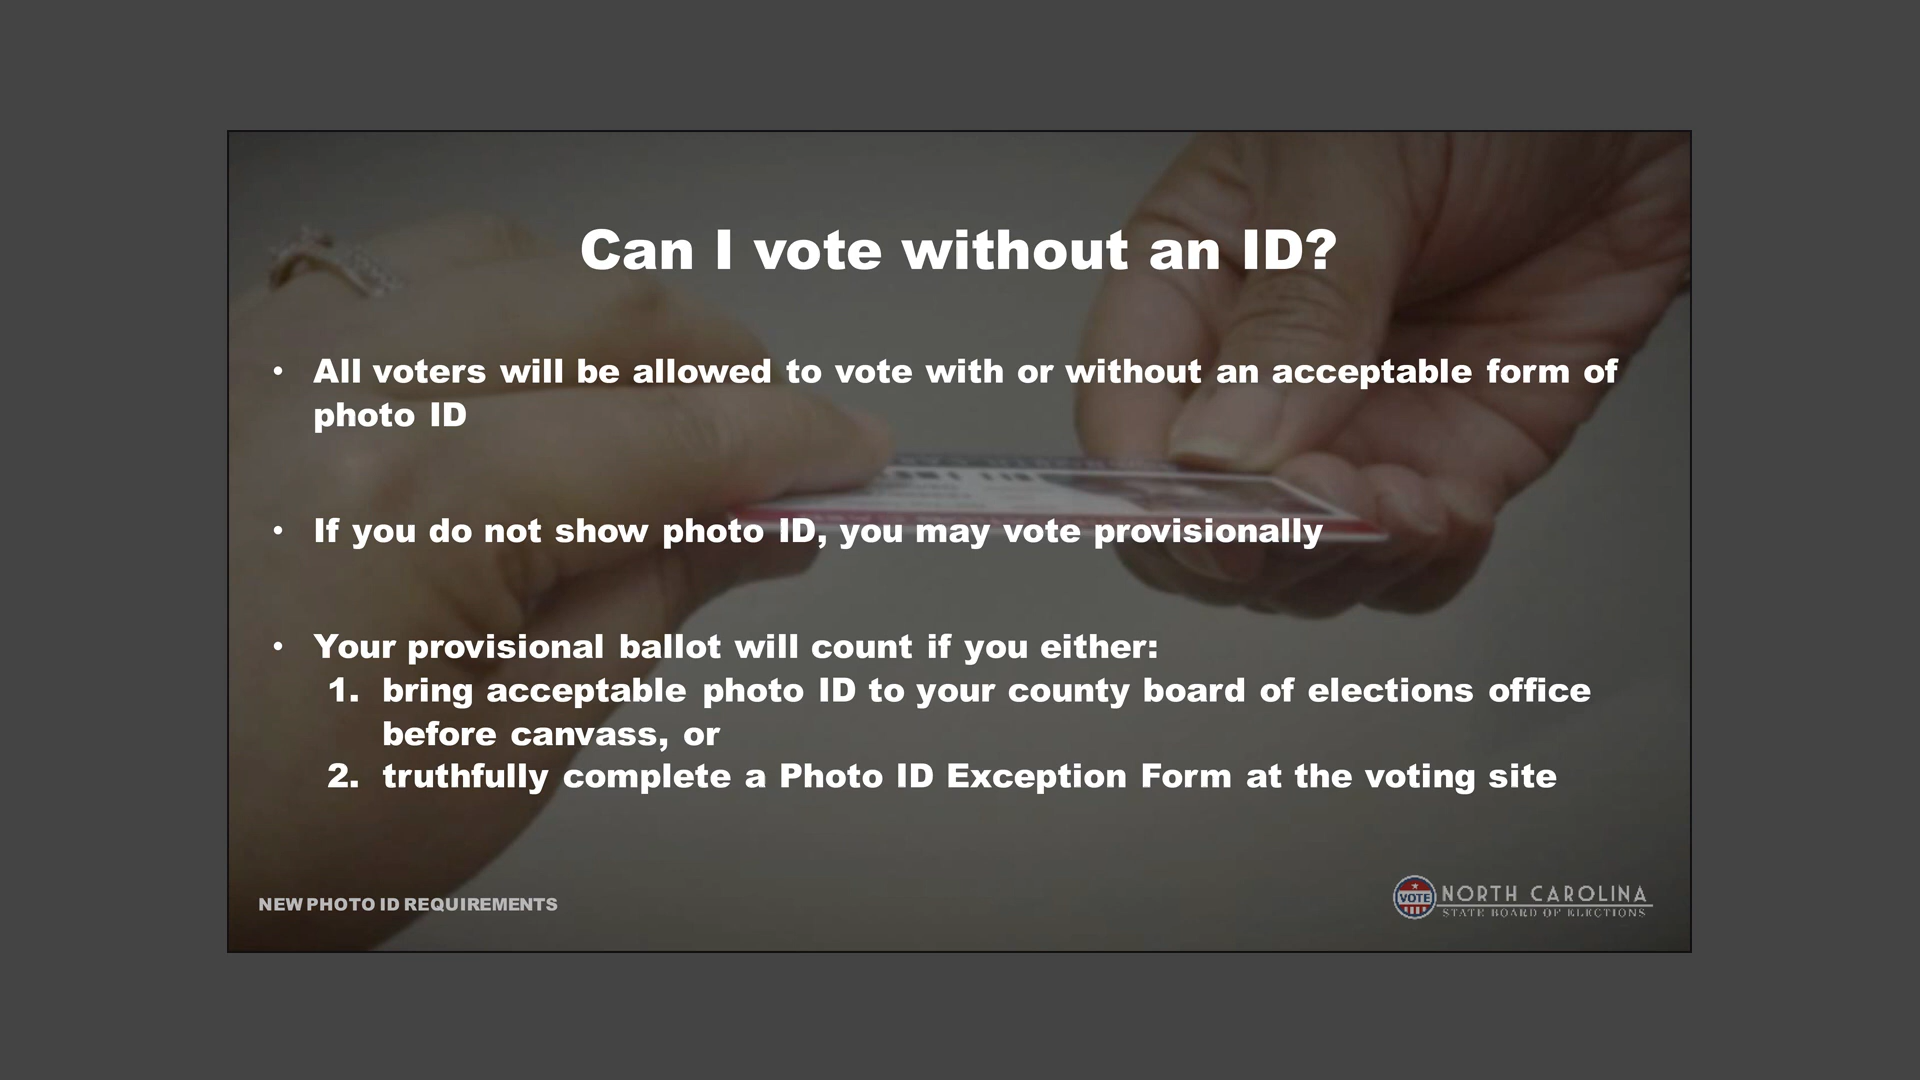 Can I vote without an ID?
• All voters will be allowed to vote with or without an acceptable form of
photo ID
• If you do not show photo ID, you may vote provisionally
• Your provisional ballot will count if you either:
1. bring acceptable photo ID to your county board of elections office
before canvass, or
2. truthfully complete a Photo ID Exception Form at the voting site
NEW PHOTO ID REQUIREMENTS
VOTE
NORTH CAROLINA
STATE BOARD OF ELECTIONS